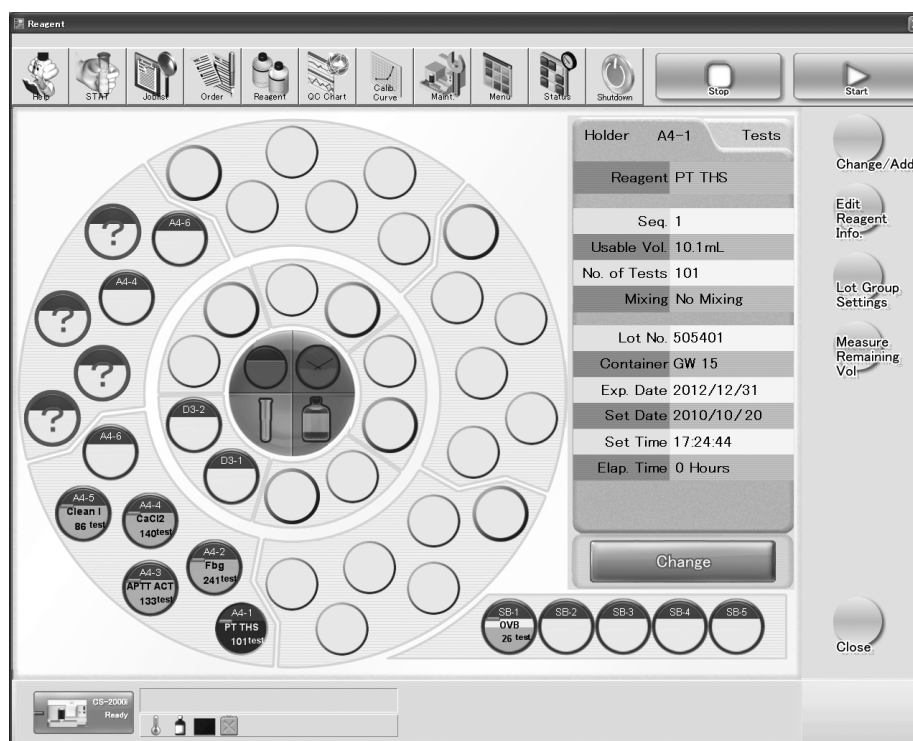 Reagent
Help
STAT
Joblist
Order
Reagent
QC Chart
Calib.
Curve
Maint.
Menu
Status
Shutdown
Stop
Start
Holder A4-1 Tests
Reagent PT THS
Seq. 1
Usable Vol. 10.1mL
No. of Tests 101
Mixing No Mixing
Lot No. 505401
Container GW 15
Exp. Date 2012/12/31
Set Date 2010/10/20
Set Time 17:24:44
Elap. Time 0 Hours
Change
Change/Add
Edit
Reagent
Info.
Lot Group
Settings
Measure
Remaining
Vol
Close
?
A4-6
A4-4
?
?
?
A4-6
D3-2
D3-1
A4-5
Clean I
86 test
A4-4
CaCl2
140test
A4-2
Fbg
241test
A4-3
APTT ACT
133test
A4-1
PT THS
101test
SB-1
OVB
26 test
SB-2
SB-3
SB-4
SB-5
CS-2000i
Ready